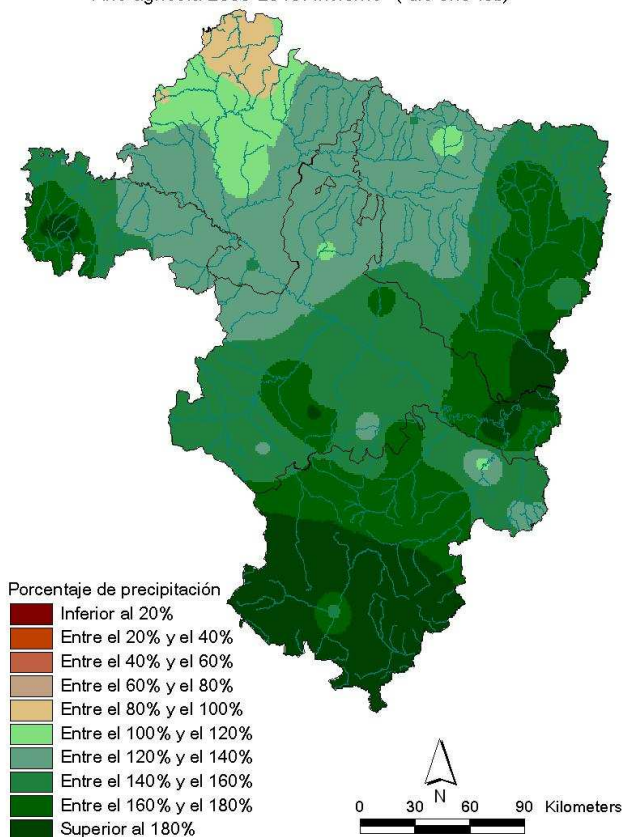 Porcentaje de precipitación
Inferior al 20%
Entre el 20% y el 40%
Entre el 40% y el 60%
Entre el 60% y el 80%
Entre el 80% y el 100%
Entre el 100% y el 120%
Entre el 120% y el 140%
Entre el 140% y el 160%
Entre el 160% y el 180%
Superior al 180%
N
0 30 60 90 Kilometers